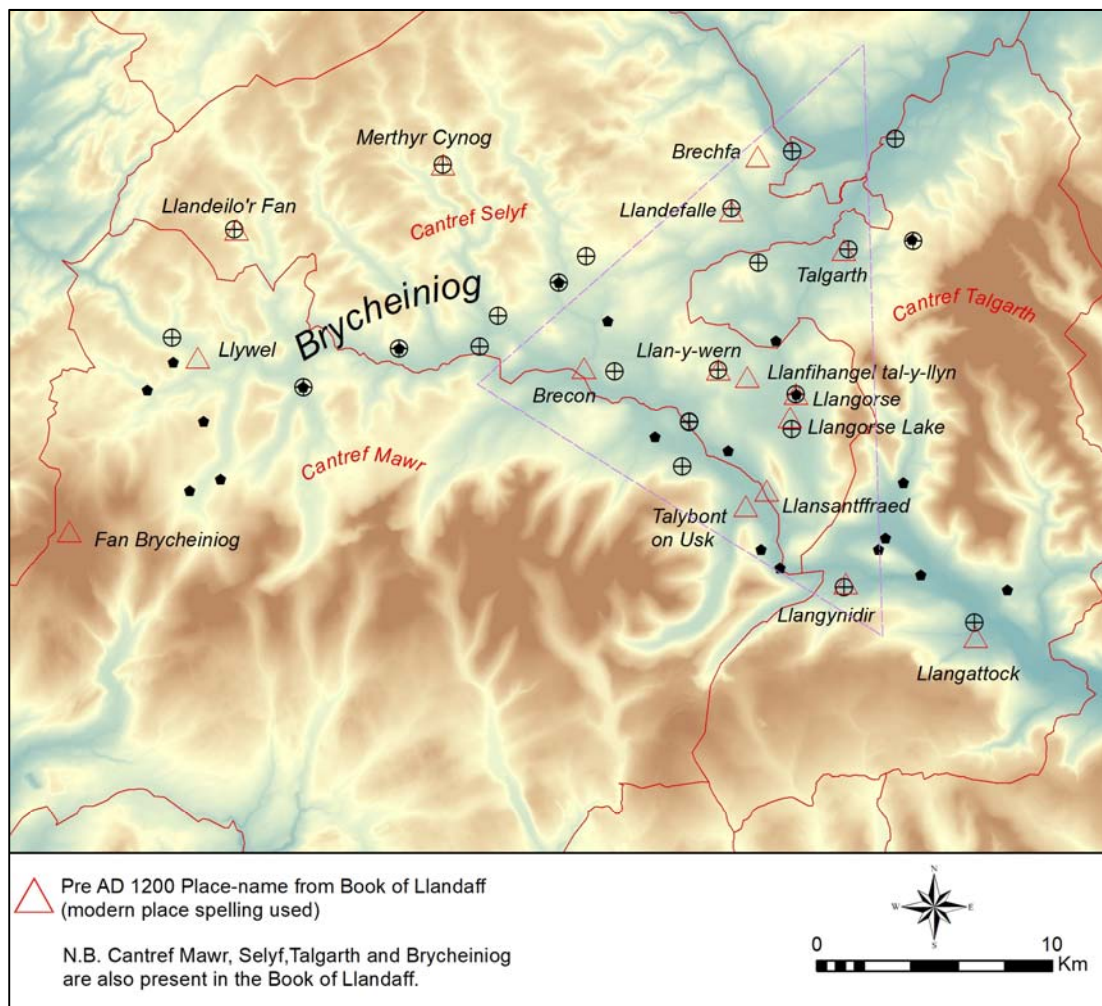 Merthyr Cynog
Brechfa
Llandeilo'r Fan
Cantref Selyf
Llandefalle
Talgarth
Cantref Talgarth
Brycheiniog
Llywel
Llan-y-wern
Llanfihangel tal-y-llyn
Brecon
Llangorse
Llangorse Lake
Cantref Mawr
Llansantffraed
Talybont
on Usk
Fan Brycheiniog
Llangynidir
Llangattock
Pre AD 1200 Place-name from Book of Llandaff
(modern place spelling used)
N.B. Cantref Mawr, Selyf,Talgarth and Brycheiniog
are also present in the Book of Llandaff.
N
W E
S
0 10
Km